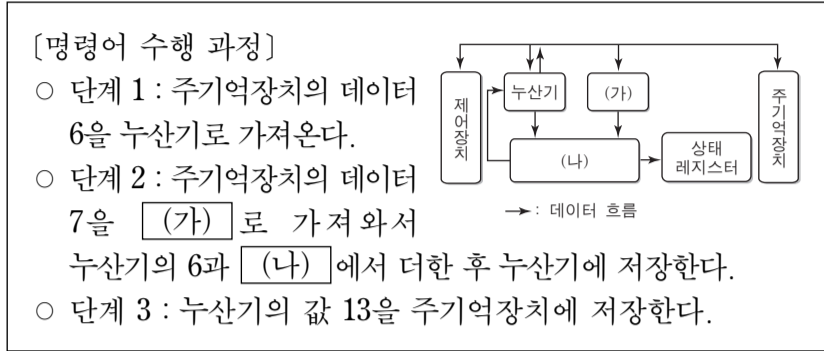 〔명령어 수행 과정〕
○ 단계 1 : 주기억장치의 데이터
6을 누산기로 가져온다.
○ 단계 2 : 주기억장치의 데이터
7을 (가) 로 가져와서
누산기의 6과 (나) 에서 더한 후 누산기에 저장한다.
○ 단계 3 : 누산기의 값 13을 주기억장치에 저장한다.
제어장치
누산기
(가)
(나)
상태
레지스터
주기억장치
→ : 데이터 흐름